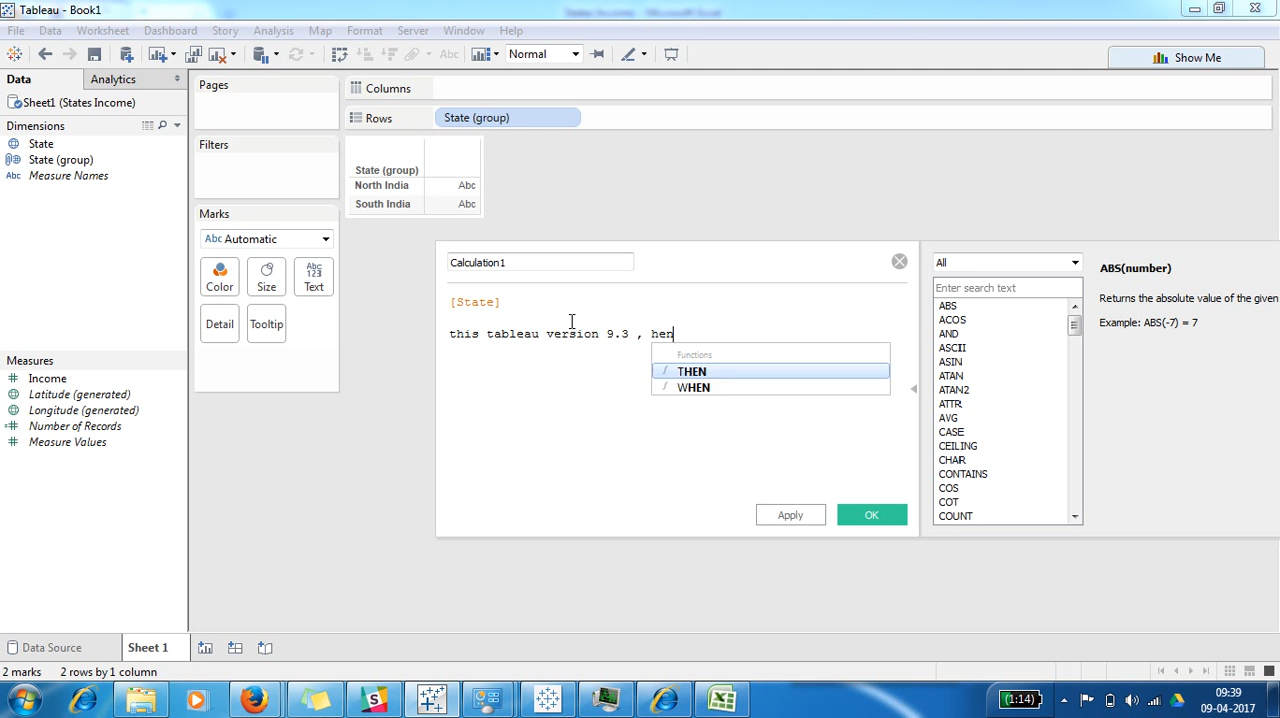 Tableau - Book1
File Data Worksheet Dashboard Story Analysis Map Format Server Window Help
Abc Normal Show Me
Data Analytics
Sheet1 (States Income)
Dimensions
State
State (group)
Abc Measure Names
Measures
Income
Latitude (generated)
Longitude (generated)
Number of Records
Measure Values
Pages
Filters
Marks
Abc Automatic
Color Size Abc 123 Text
Detail Tooltip
Columns
Rows State (group)
State (group)
North India Abc
South India Abc
Calculation1
[State]
this tableau version 9.3 , hen
Functions
THEN
WHEN
Apply OK
All
Enter search text
ABS
ACOS
AND
ASCII
ASIN
ATAN
ATAN2
ATTR
AVG
CASE
CEILING
CHAR
CONTAINS
COS
COT
COUNT
ABS(number)
Returns the absolute value of the given
Example: ABS(-7) = 7
Data Source Sheet 1
2 marks 2 rows by 1 column
(1:14)
09:39
09-04-2017